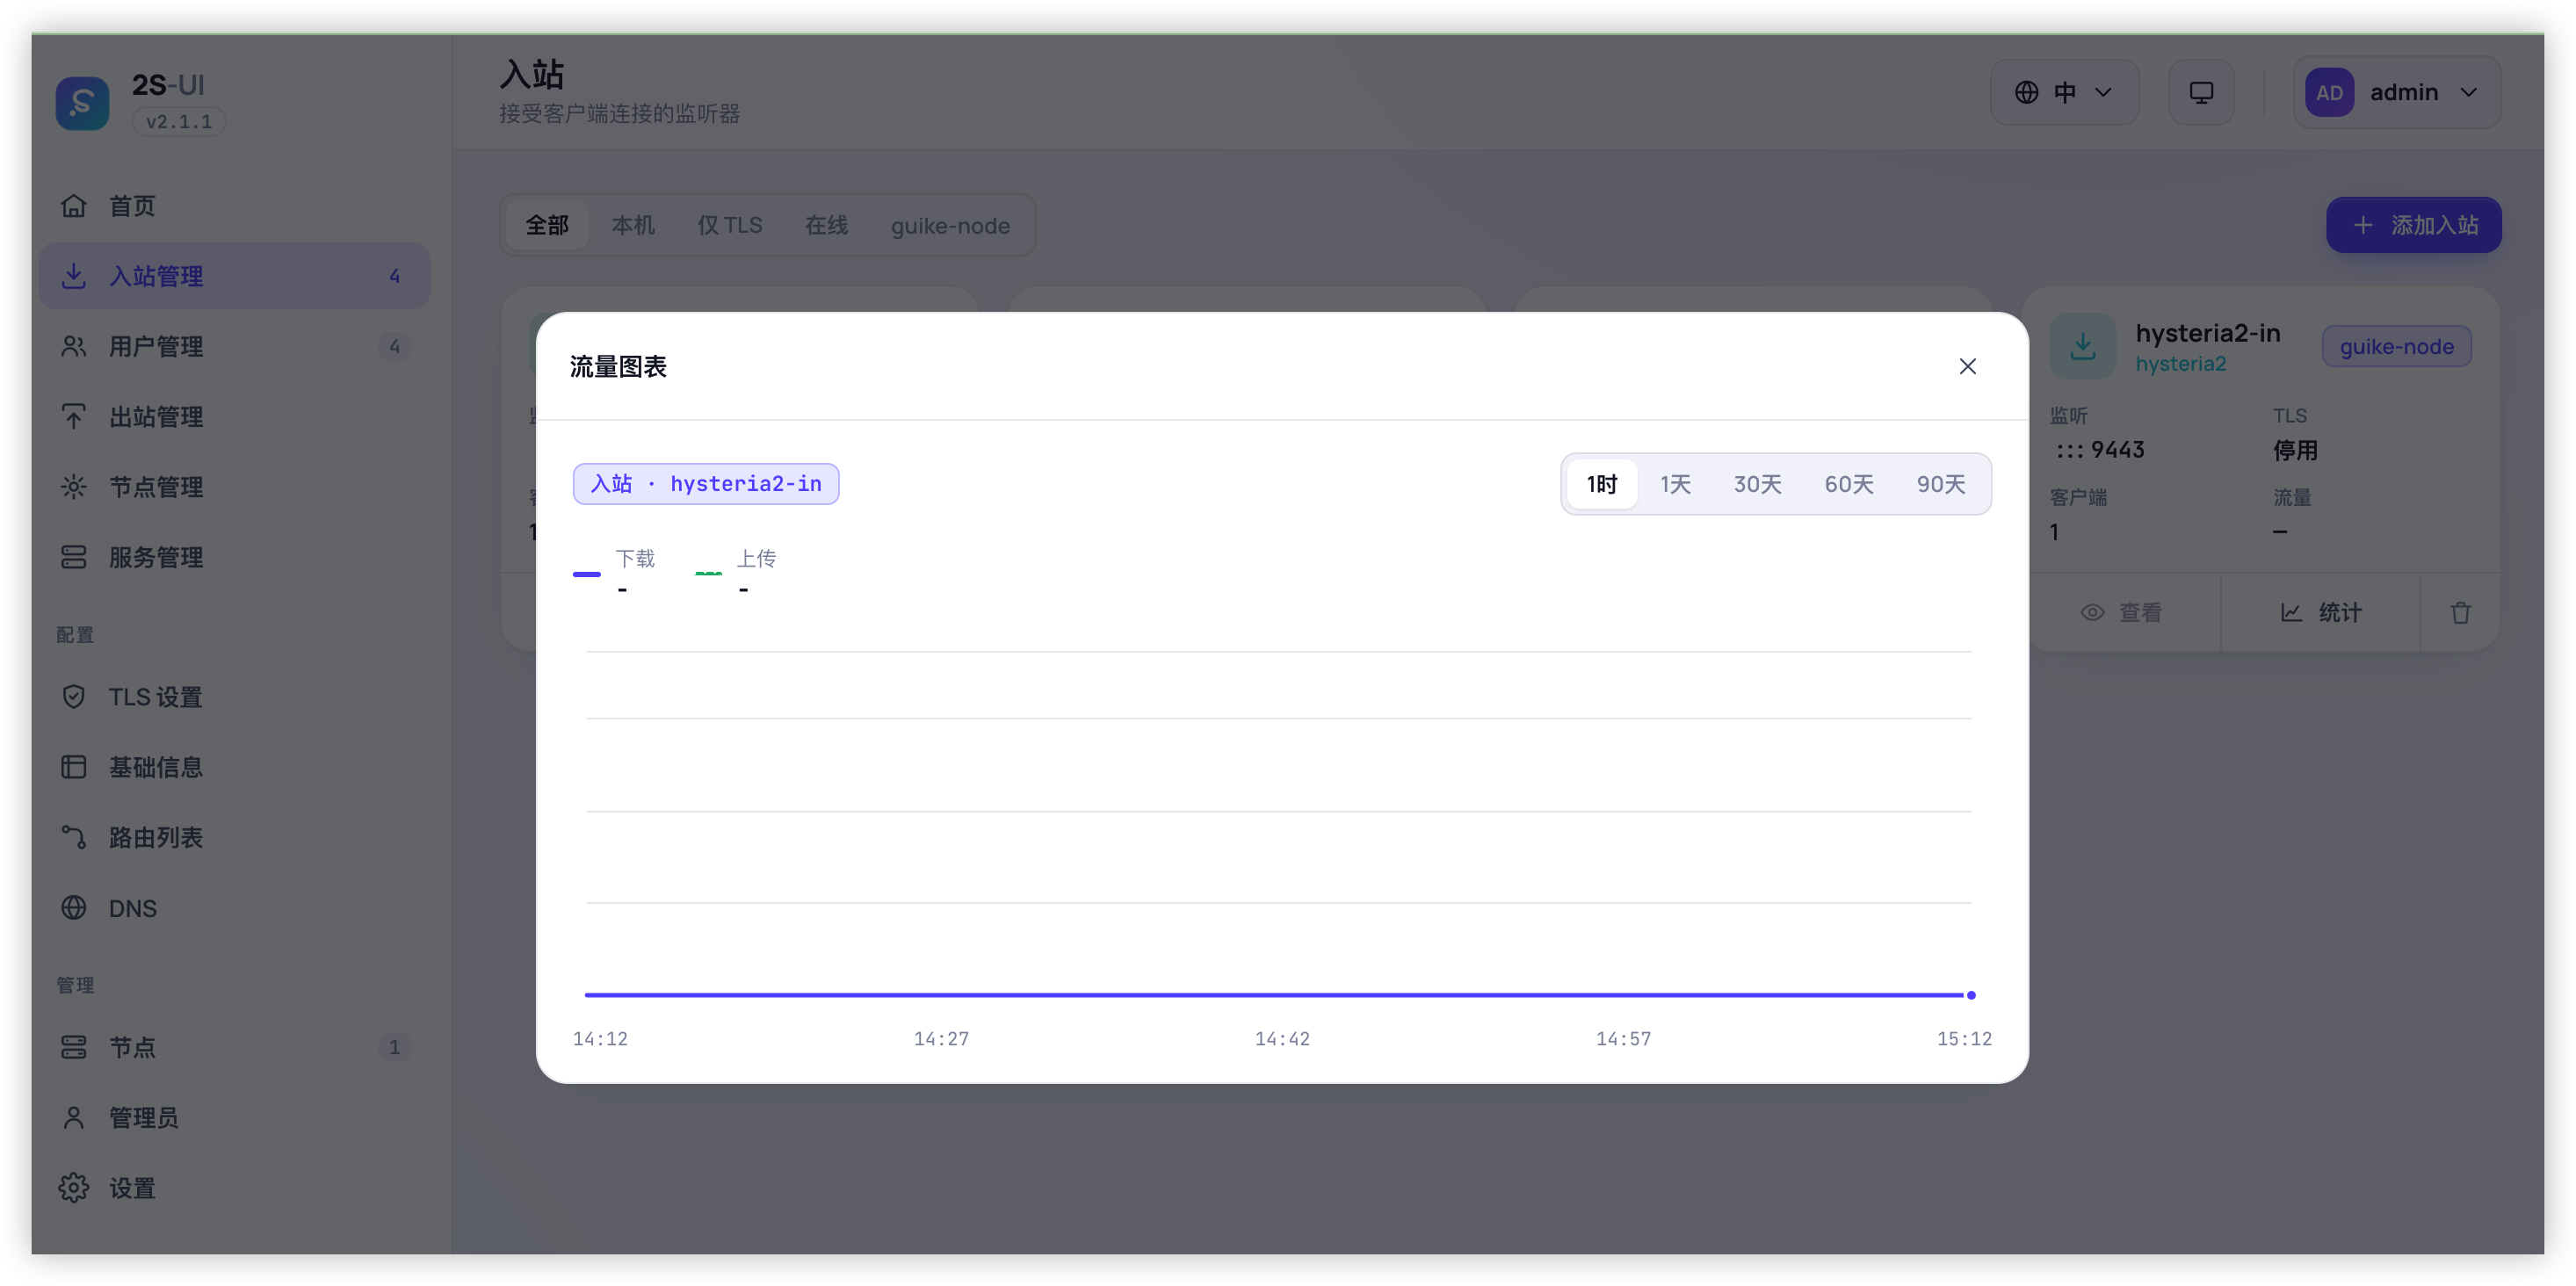 2S-UI
v2.1.1
首页
入站管理 4
用户管理 4
出站管理
节点管理
服务管理
配置
TLS 设置
基础信息
路由列表
DNS
管理
节点 1
管理员
设置
入站
接受客户端连接的监听器
中
AD admin
全部 本机 仅 TLS 在线 guike-node
添加入站
hysteria2-in
hysteria2
guike-node
监听 TLS
::: 9443 停用
客户端 流量
1 –
查看 统计
流量图表
入站 · hysteria2-in
1时 1天 30天 60天 90天
下载 上传
- -
14:12 14:27 14:42 14:57 15:12